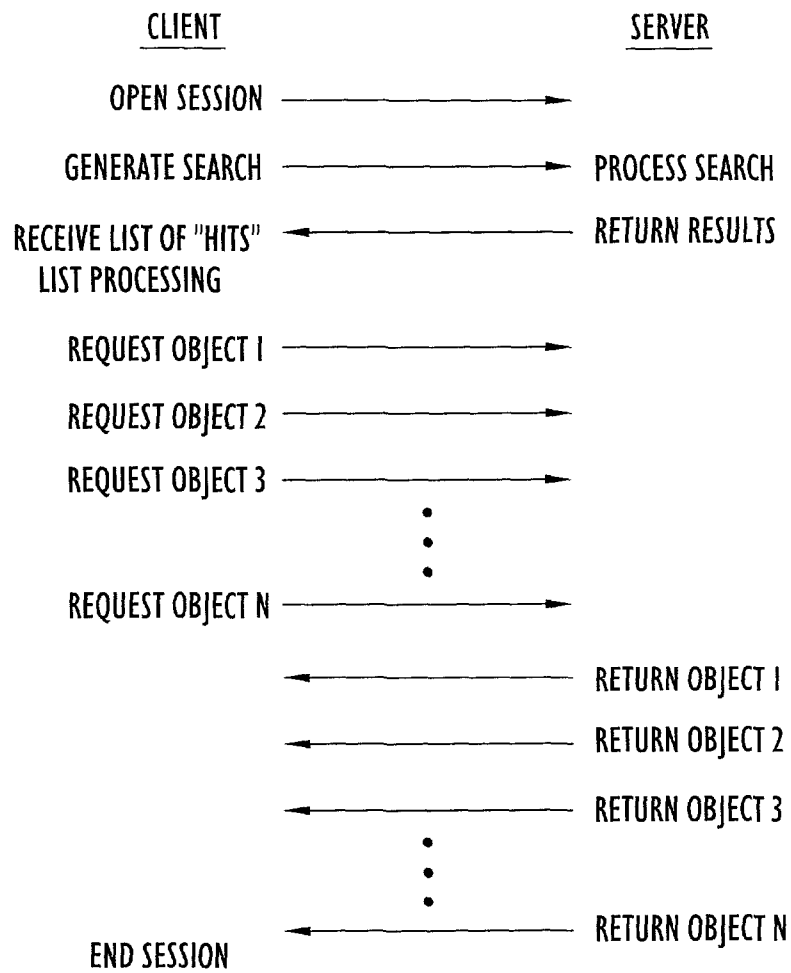 CLIENT SERVER
OPEN SESSION
GENERATE SEARCH PROCESS SEARCH
RECEIVE LIST OF "HITS" RETURN RESULTS
LIST PROCESSING
REQUEST OBJECT 1
REQUEST OBJECT 2
REQUEST OBJECT 3
REQUEST OBJECT N
RETURN OBJECT 1
RETURN OBJECT 2
RETURN OBJECT 3
RETURN OBJECT N
END SESSION